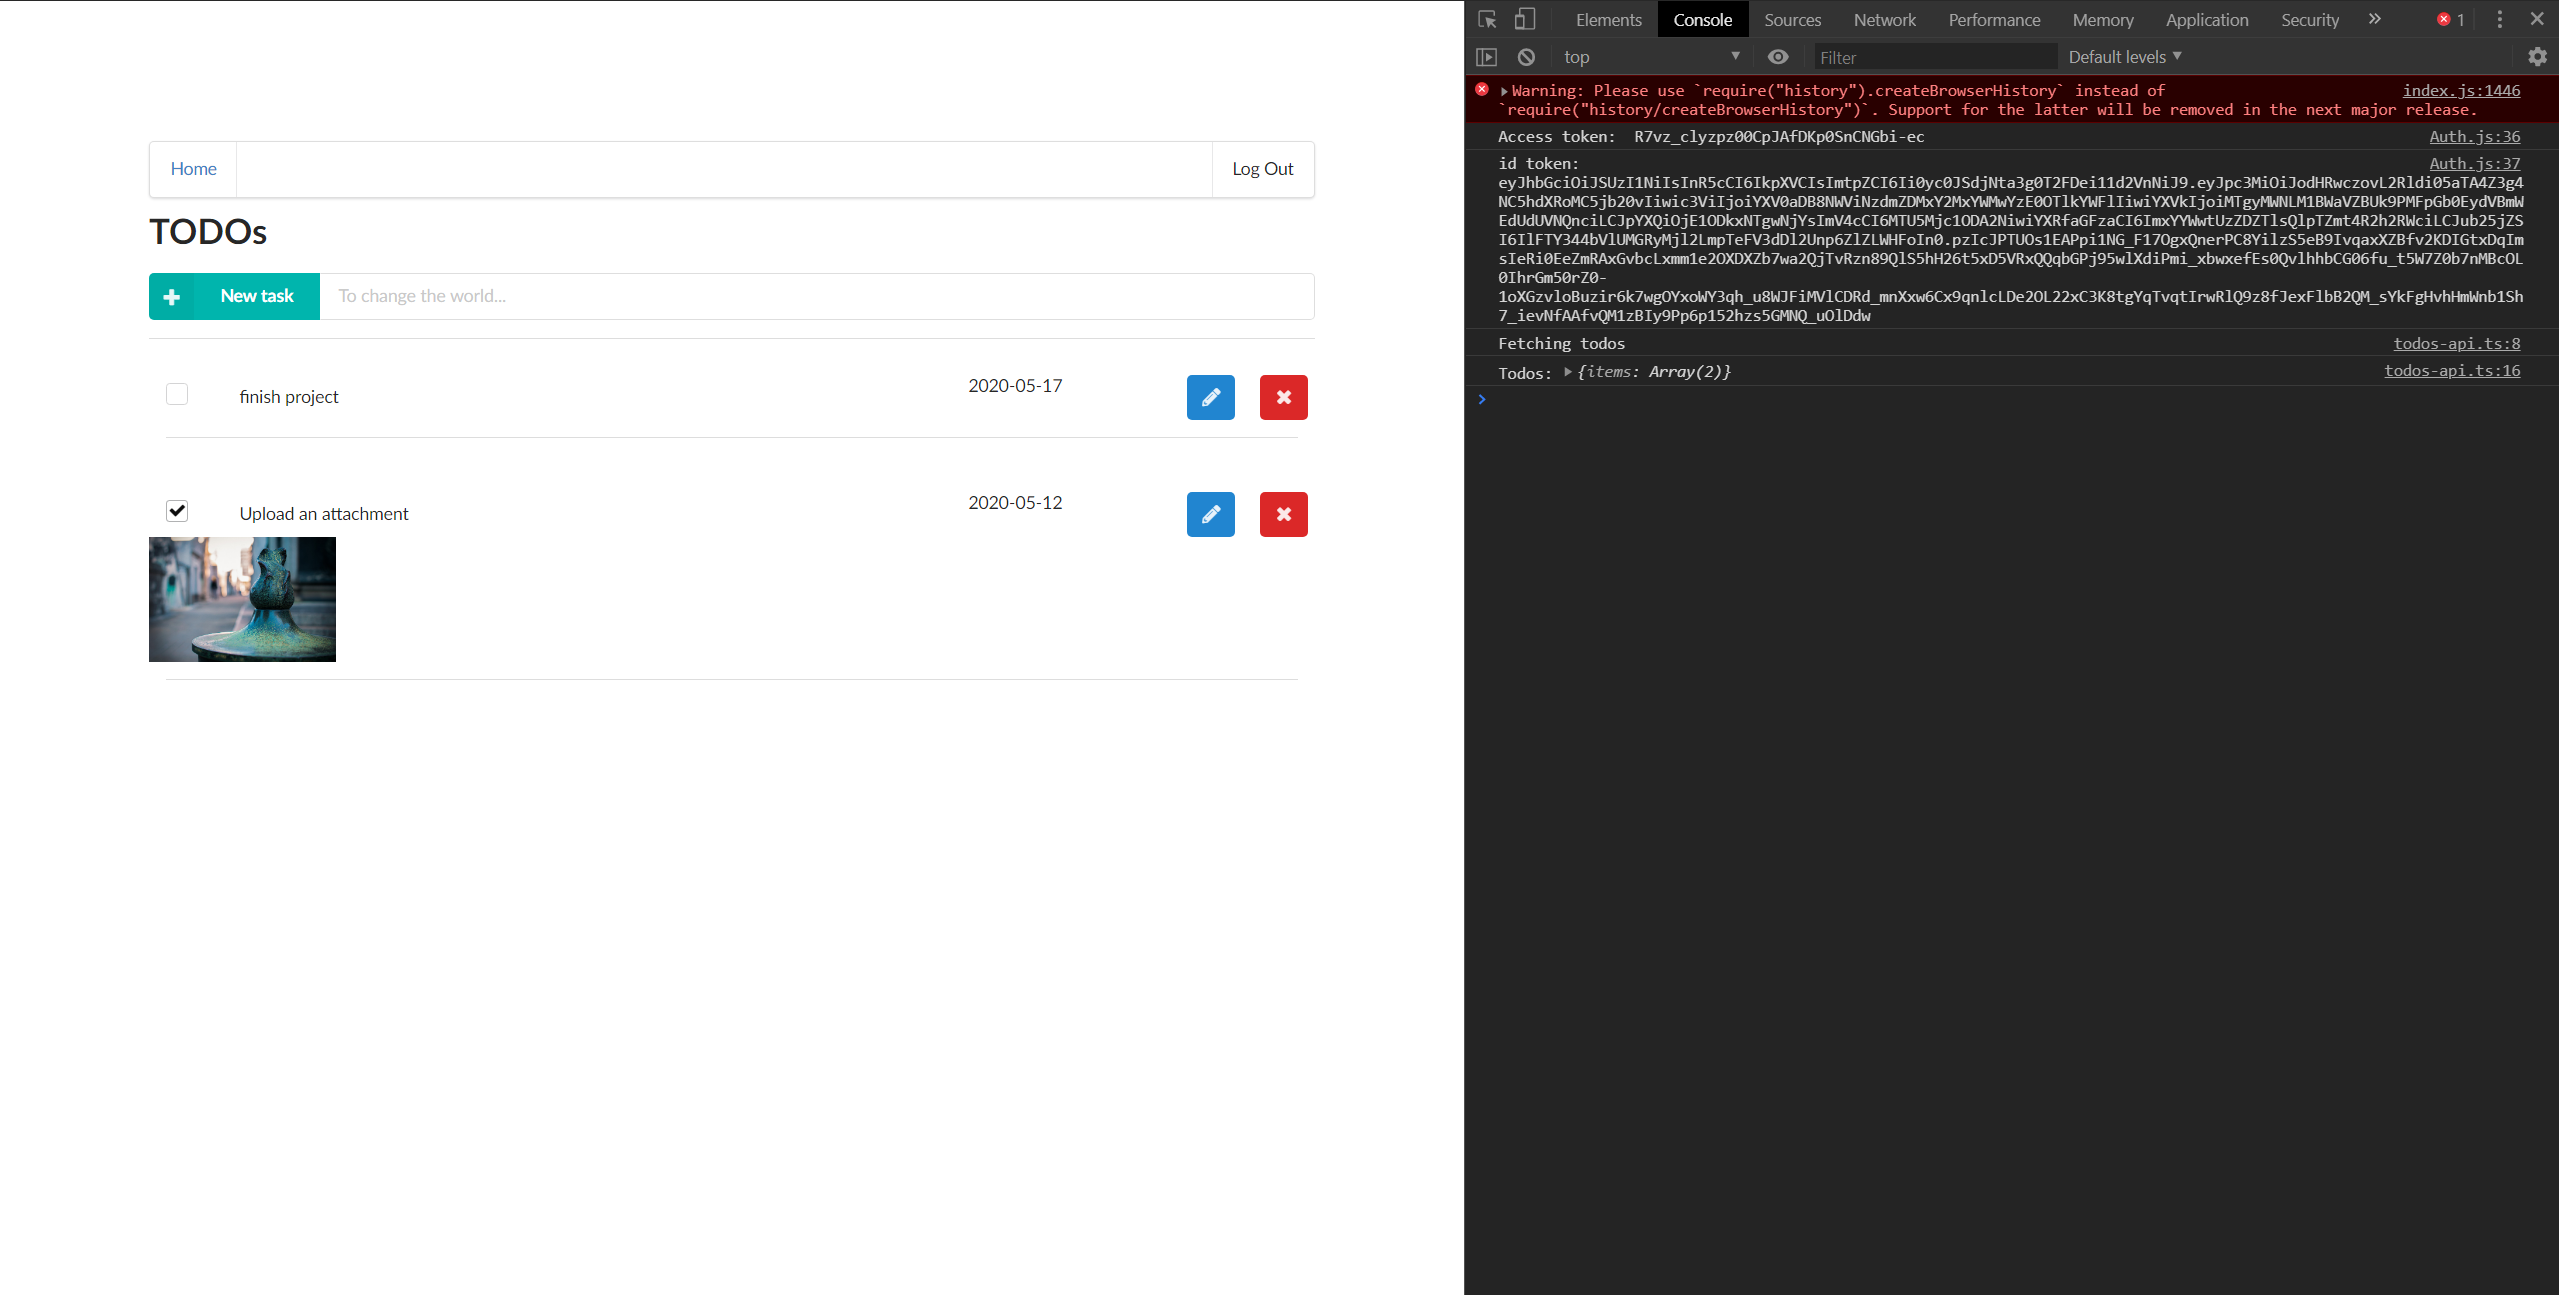 Home
Log Out
TODOs
New task
To change the world...
finish project
2020-05-17
Upload an attachment
2020-05-12
Elements Console Sources Network Performance Memory Application Security 1
top Filter Default levels
Warning: Please use `require("history").createBrowserHistory` instead of index.js:1446
`require("history/createBrowserHistory")`. Support for the latter will be removed in the next major release.
Access token: R7vz_clyzpz00CpJAfDKp0SnCNGbi-ec Auth.js:36
id token: Auth.js:37
Fetching todos todos-api.ts:8
Todos: {items: Array(2)} todos-api.ts:16